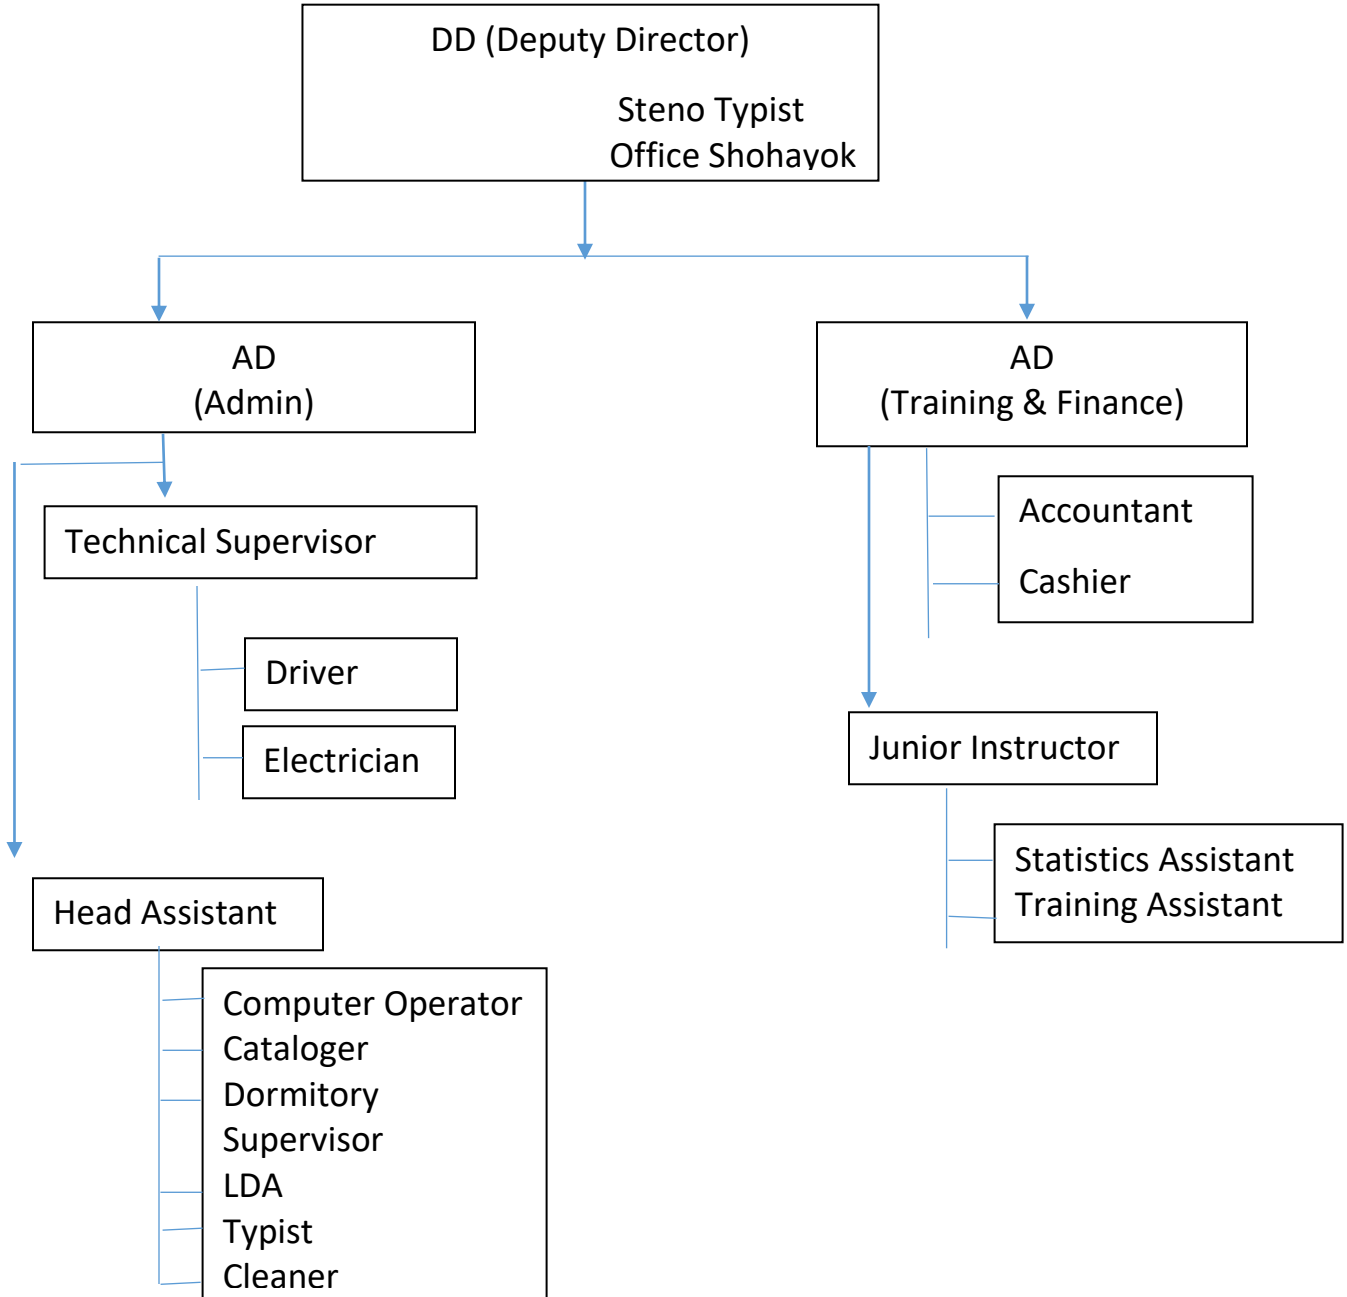 DD (Deputy Director)
Steno Typist
Office Shohayok
AD
(Admin)
AD
(Training & Finance)
Technical Supervisor
Driver
Electrician
Head Assistant
Computer Operator
Cataloger
Dormitory
Supervisor
LDA
Typist
Cleaner
Accountant
Cashier
Junior Instructor
Statistics Assistant
Training Assistant